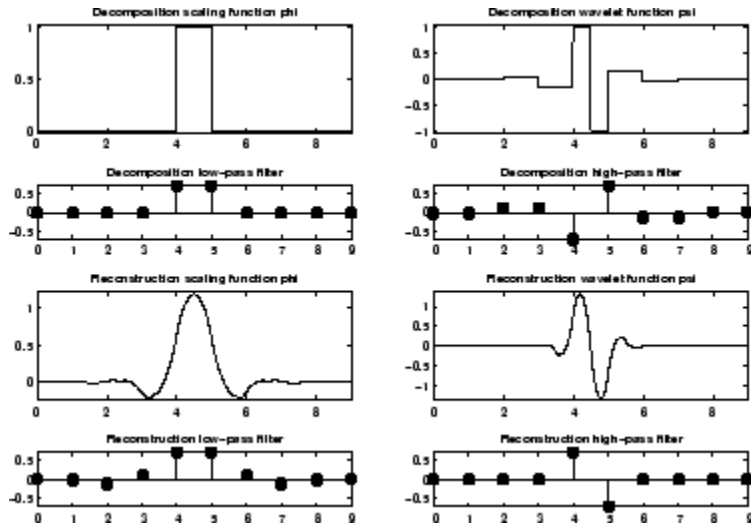 Decomposition scaling function phi
1
0.5
0
0 2 4 6 8
Decomposition wavelet function psi
1
0.5
0
-0.5
-1
0 2 4 6 8
Decomposition low-pass filter
0.5
0
-0.5
0 1 2 3 4 5 6 7 8 9
Decomposition high-pass filter
0.5
0
-0.5
0 1 2 3 4 5 6 7 8 9
Reconstruction scaling function phi
1
0.5
0
0 2 4 6 8
Reconstruction wavelet function psi
1
0.5
0
-0.5
-1
0 2 4 6 8
Reconstruction low-pass filter
0.5
0
-0.5
0 1 2 3 4 5 6 7 8 9
Reconstruction high-pass filter
0.5
0
-0.5
0 1 2 3 4 5 6 7 8 9